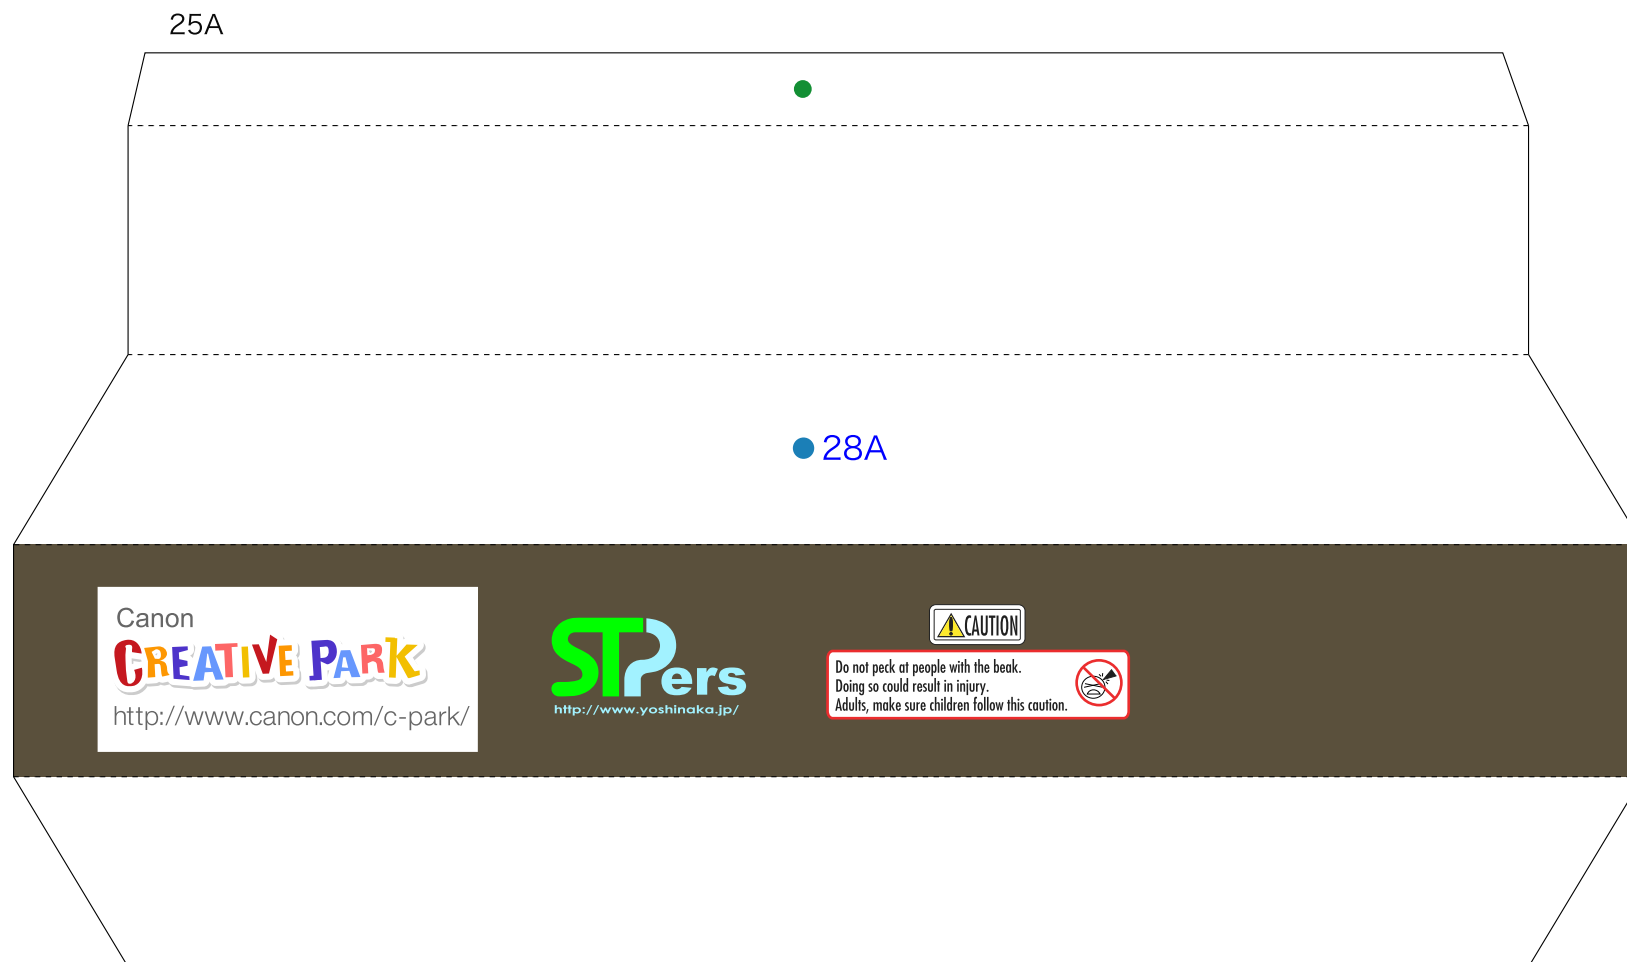 25A
28A
Canon
CREATIVE PARK
http://www.canon.com/c-park/
STPers
http://www.yoshinaka.jp/
CAUTION
Do not peck at people with the beak.
Doing so could result in injury.
Adults, make sure children follow this caution.